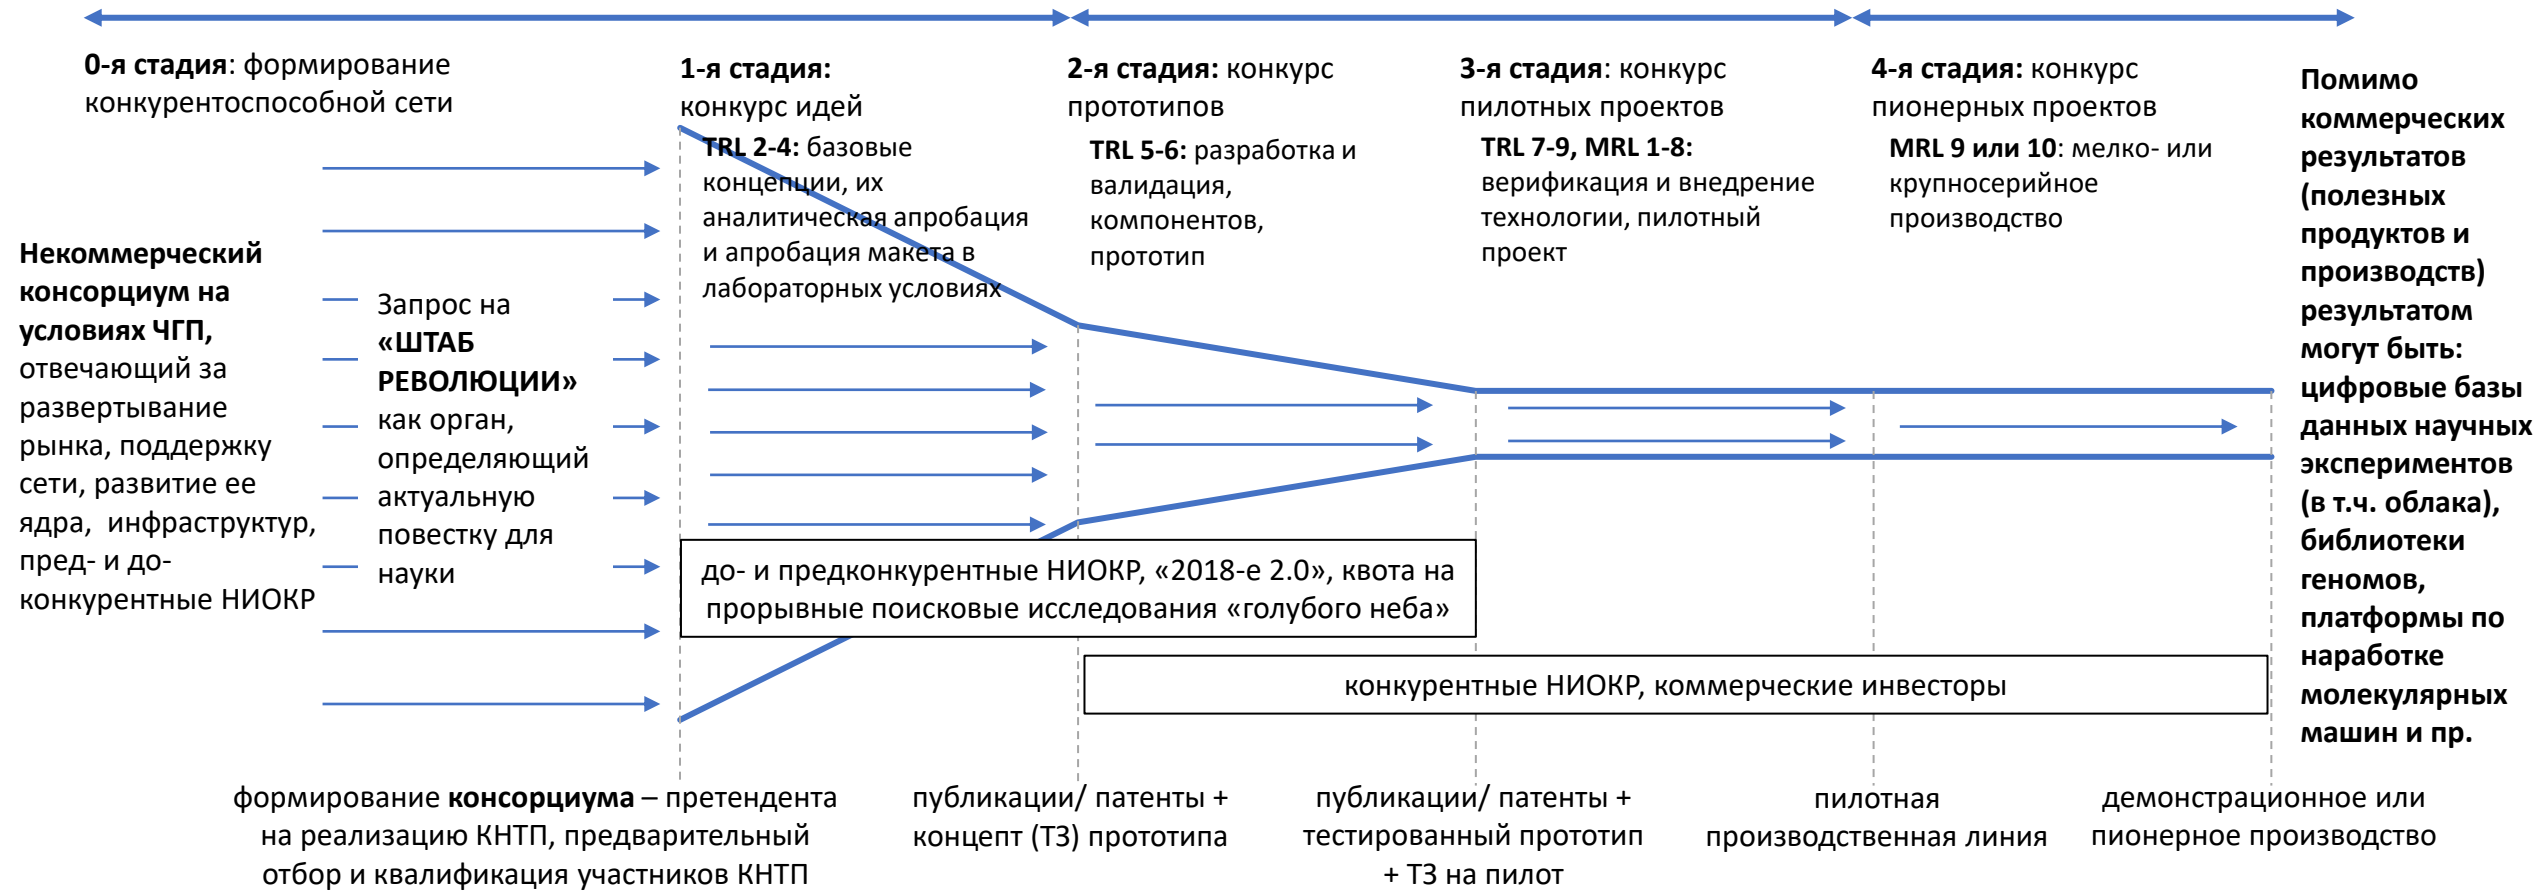 0-я стадия: формирование
конкурентоспособной сети
1-я стадия:
конкурс идей
TRL 2-4: базовые
концепции, их
аналитическая апробация
и апробация макета в
лабораторных условиях
2-я стадия: конкурс
прототипов
TRL 5-6: разработка и
валидация,
компонентов,
прототип
3-я стадия: конкурс
пилотных проектов
TRL 7-9, MRL 1-8:
верификация и внедрение
технологии, пилотный
проект
4-я стадия: конкурс
пионерных проектов
MRL 9 или 10: мелко- или
крупносерийное
производство
Помимо
коммерческих
результатов
(полезных
продуктов и
производств)
результатом
могут быть:
цифровые базы
данных научных
экспериментов
(в т.ч. облака),
библиотеки
геномов,
платформы по
наработке
молекулярных
машин и пр.
Некоммерческий
консорциум на
условиях ЧГП,
отвечающий за
развертывание
рынка, поддержку
сети, развитие ее
ядра, инфраструктур,
пред- и до-
конкурентные НИОКР
Запрос на
«ШТАБ
РЕВОЛЮЦИИ»
как орган,
определяющий
актуальную
повестку для
науки
до- и предконкурентные НИОКР, «2018-е 2.0», квота на
прорывные поисковые исследования «голубого неба»
конкурентные НИОКР, коммерческие инвесторы
формирование консорциума – претендента
на реализацию КНТП, предварительный
отбор и квалификация участников КНТП
публикации/ патенты +
концепт (ТЗ) прототипа
публикации/ патенты +
тестированный прототип
+ ТЗ на пилот
пилотная
производственная линия
демонстрационное или
пионерное производство